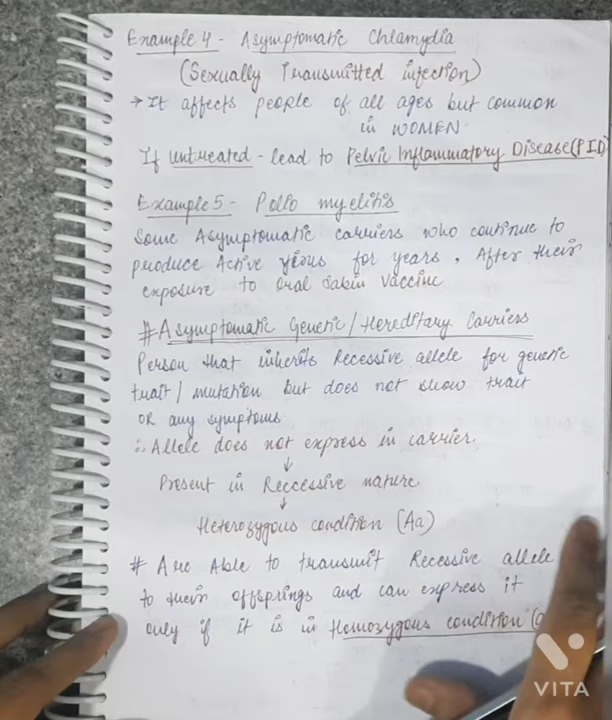 Example 4 - Asymptomatic Chlamydia
(Sexually Transmitted infection)
→ It affects people of all ages but common
in WOMEN
If untreated - lead to Pelvic Inflammatory Disease (PID)
Example 5 - Polio myelitis
Some Asymptomatic carriers who continue to
produce Active virus for years, After their
exposure to oral Sabin vaccine
# Asymptomatic Genetic / Hereditary Carriers
Person that inherits Recessive allele for genetic
trait / mutation but does not show trait
OR any symptoms
∴ Allele does not express in carrier.
↓
Present in Reccessive nature
↓
Heterozygous condition (Aa)
# Are Able to transmit Recessive allele
to their offsprings and can express it
only if it is in Homozygous condition (
VITA